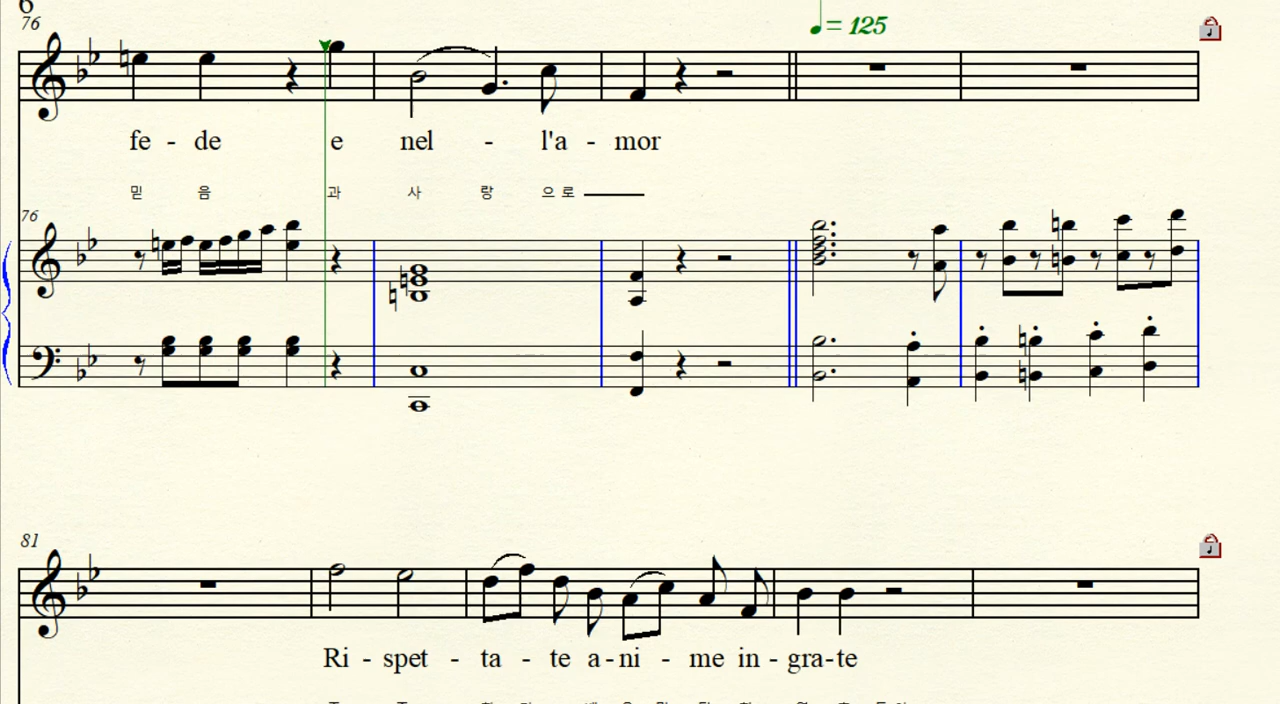 6
76
♩= 125
fe - de e nel - l'a - mor
믿 음 과 사 랑 으 로
76
81
Ri - spet - ta - te a - ni - me in - gra - te